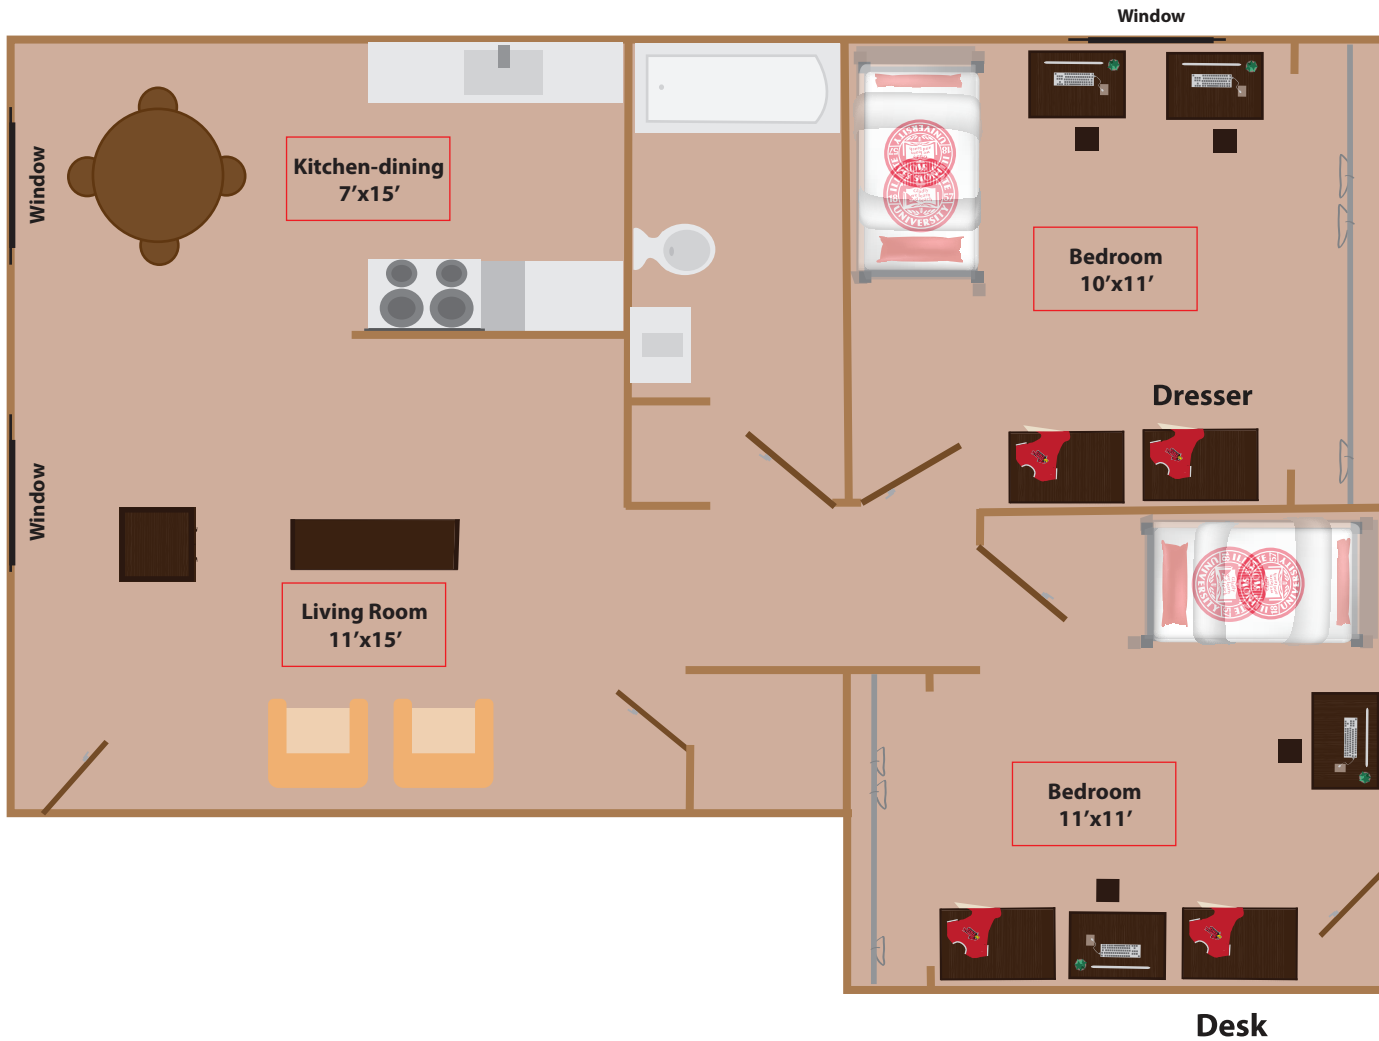 Window
Window
Kitchen-dining
7’x15’
Bedroom
10’x11’
Dresser
Window
Living Room
11’x15’
Bedroom
11’x11’
Desk